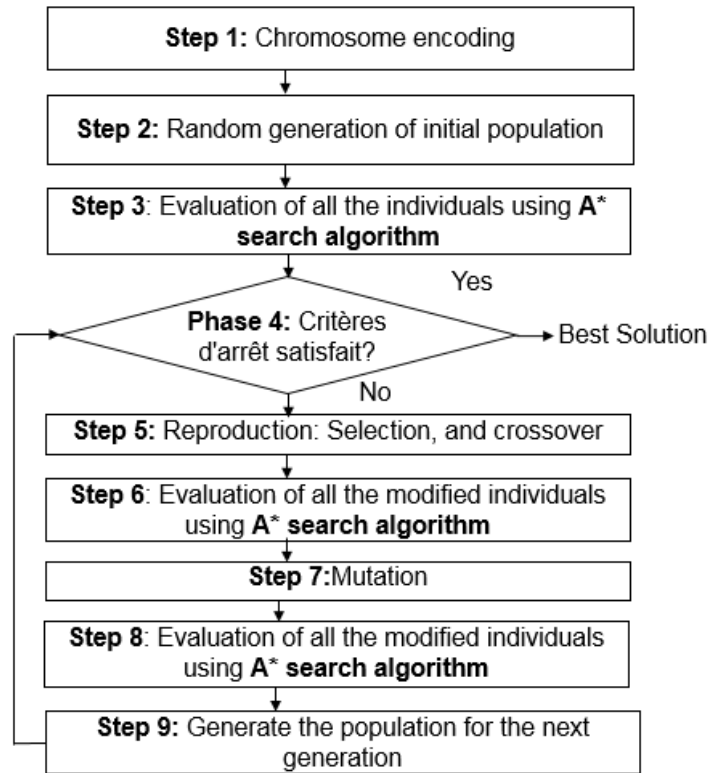 Step 1: Chromosome encoding
Step 2: Random generation of initial population
Step 3: Evaluation of all the individuals using A*
search algorithm
Yes
Phase 4: Critères
d'arrêt satisfait?
Best Solution
No
Step 5: Reproduction: Selection, and crossover
Step 6: Evaluation of all the modified individuals
using A* search algorithm
Step 7:Mutation
Step 8: Evaluation of all the modified individuals
using A* search algorithm
Step 9: Generate the population for the next
generation